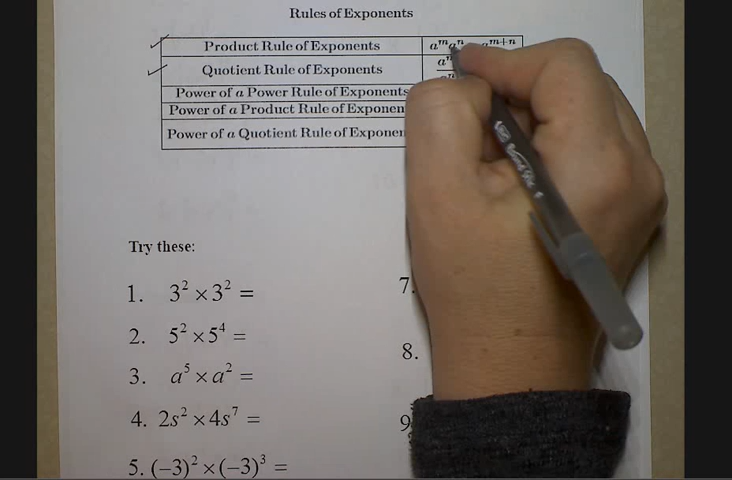 Rules of Exponents
Product Rule of Exponents aᵐaⁿ aᵐ⁺ⁿ
Quotient Rule of Exponents
Power of a Power Rule of Exponents
Power of a Product Rule of
Power of a Quotient Rule of
Try these:
1. 3² × 3² =
2. 5² × 5⁴ =
3. a⁵ × a² =
4. 2s² × 4s⁷ =
5. (−3)² × (−3)³ =
7.
8.
9